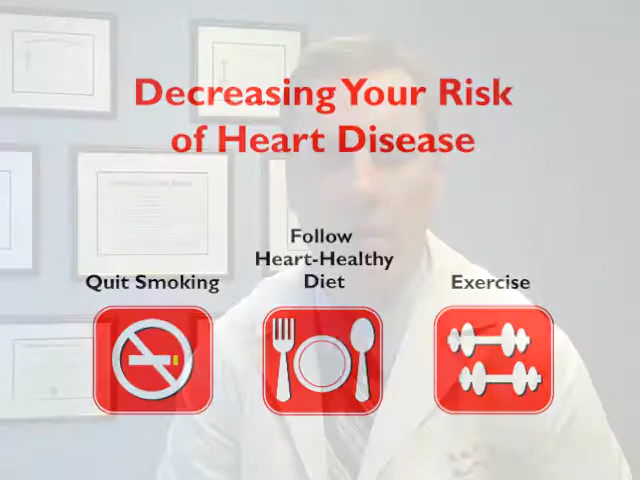 Decreasing Your Risk
of Heart Disease
Quit Smoking
Follow
Heart-Healthy
Diet
Exercise